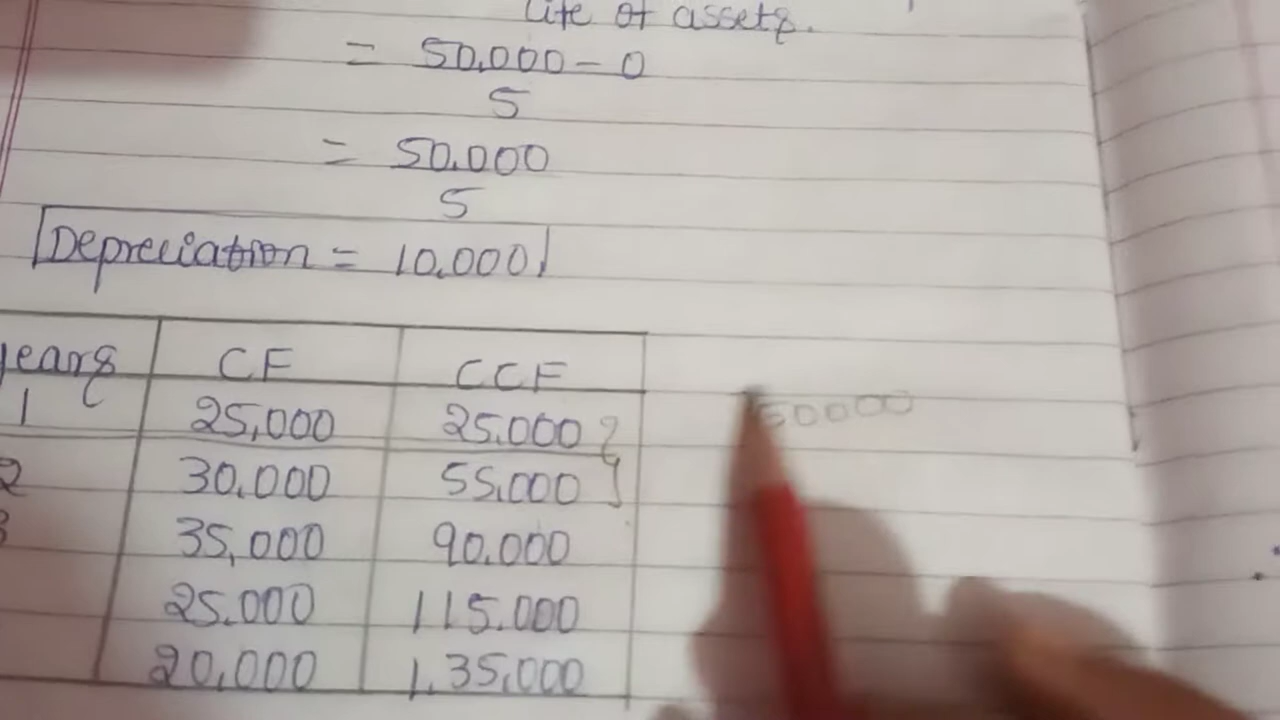 Life of assets.
= 50,000 - 0
5
= 50,000
5
Depreciation = 10,000
years CF CCF
1 25,000 25,000
50000
2 30,000 55,000
3 35,000 90,000
25,000 115,000
20,000 1,35,000